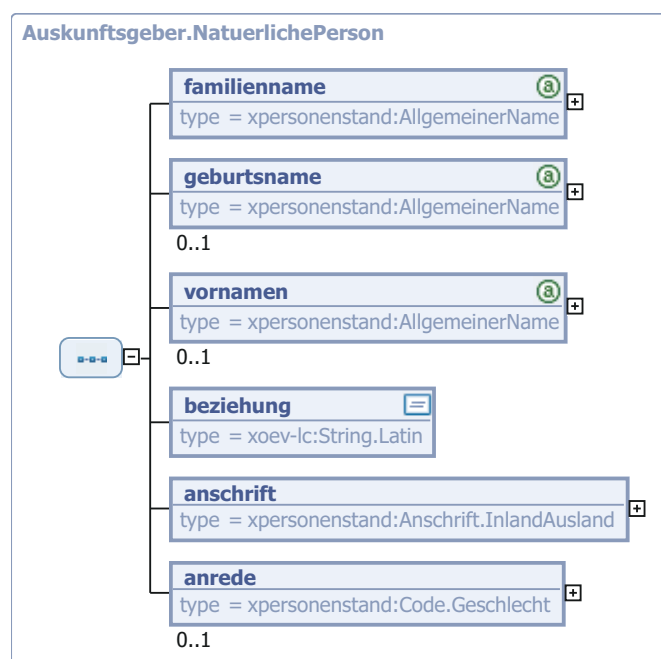 Auskunftsgeber.NatuerlichePerson
familienname
type = xpersonenstand:AllgemeinerName
geburtsname
type = xpersonenstand:AllgemeinerName
0..1
vornamen
type = xpersonenstand:AllgemeinerName
0..1
beziehung
type = xoev-lc:String.Latin
anschrift
type = xpersonenstand:Anschrift.InlandAusland
anrede
type = xpersonenstand:Code.Geschlecht
0..1